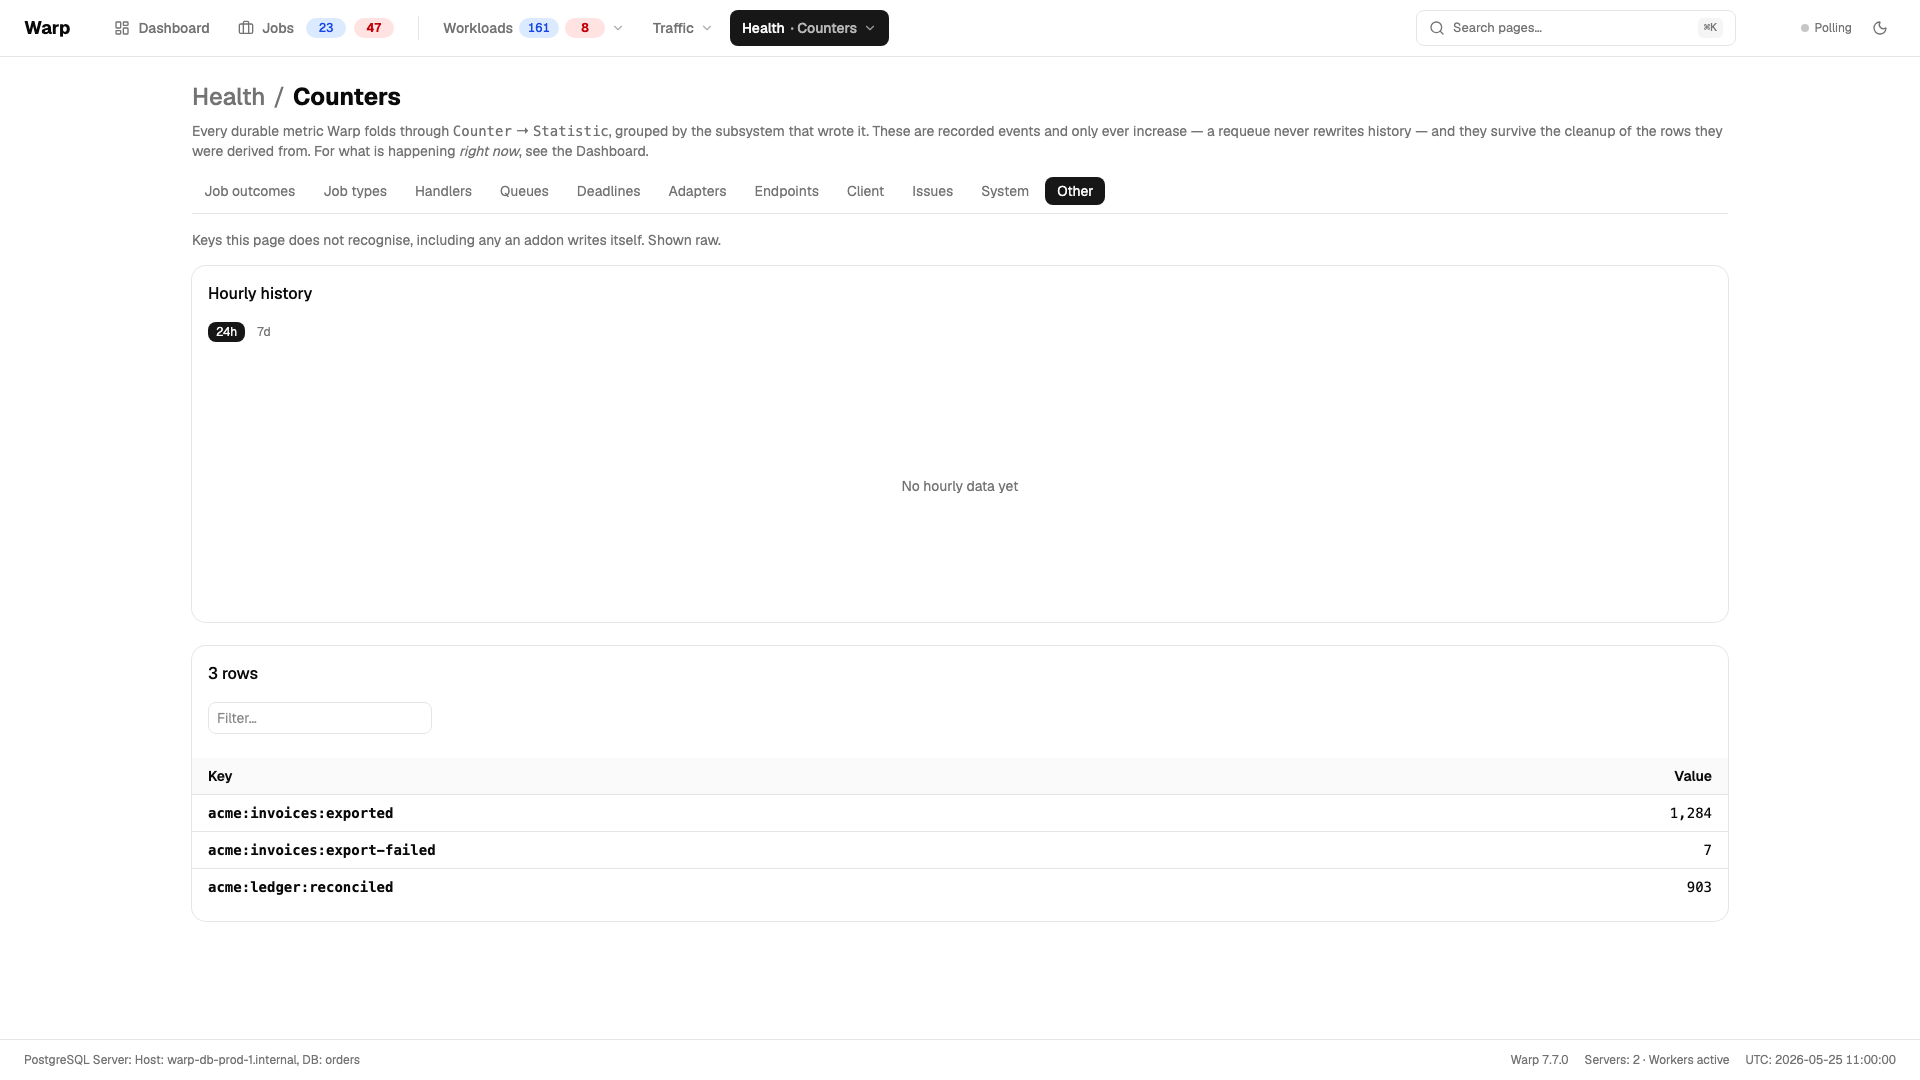 Warp
Dashboard
Jobs 23 47
Workloads 161 8
Traffic
Health · Counters
Search pages... ⌘K
Polling
Health / Counters
Every durable metric Warp folds through Counter → Statistic, grouped by the subsystem that wrote it. These are recorded events and only ever increase — a requeue never rewrites history — and they survive the cleanup of the rows they
were derived from. For what is happening right now, see the Dashboard.
Job outcomes Job types Handlers Queues Deadlines Adapters Endpoints Client Issues System Other
Keys this page does not recognise, including any an addon writes itself. Shown raw.
Hourly history
24h 7d
No hourly data yet
3 rows
Filter...
Key Value
acme:invoices:exported 1,284
acme:invoices:export-failed 7
acme:ledger:reconciled 903
PostgreSQL Server: Host: warp-db-prod-1.internal, DB: orders
Warp 7.7.0 Servers: 2 · Workers active UTC: 2026-05-25 11:00:00